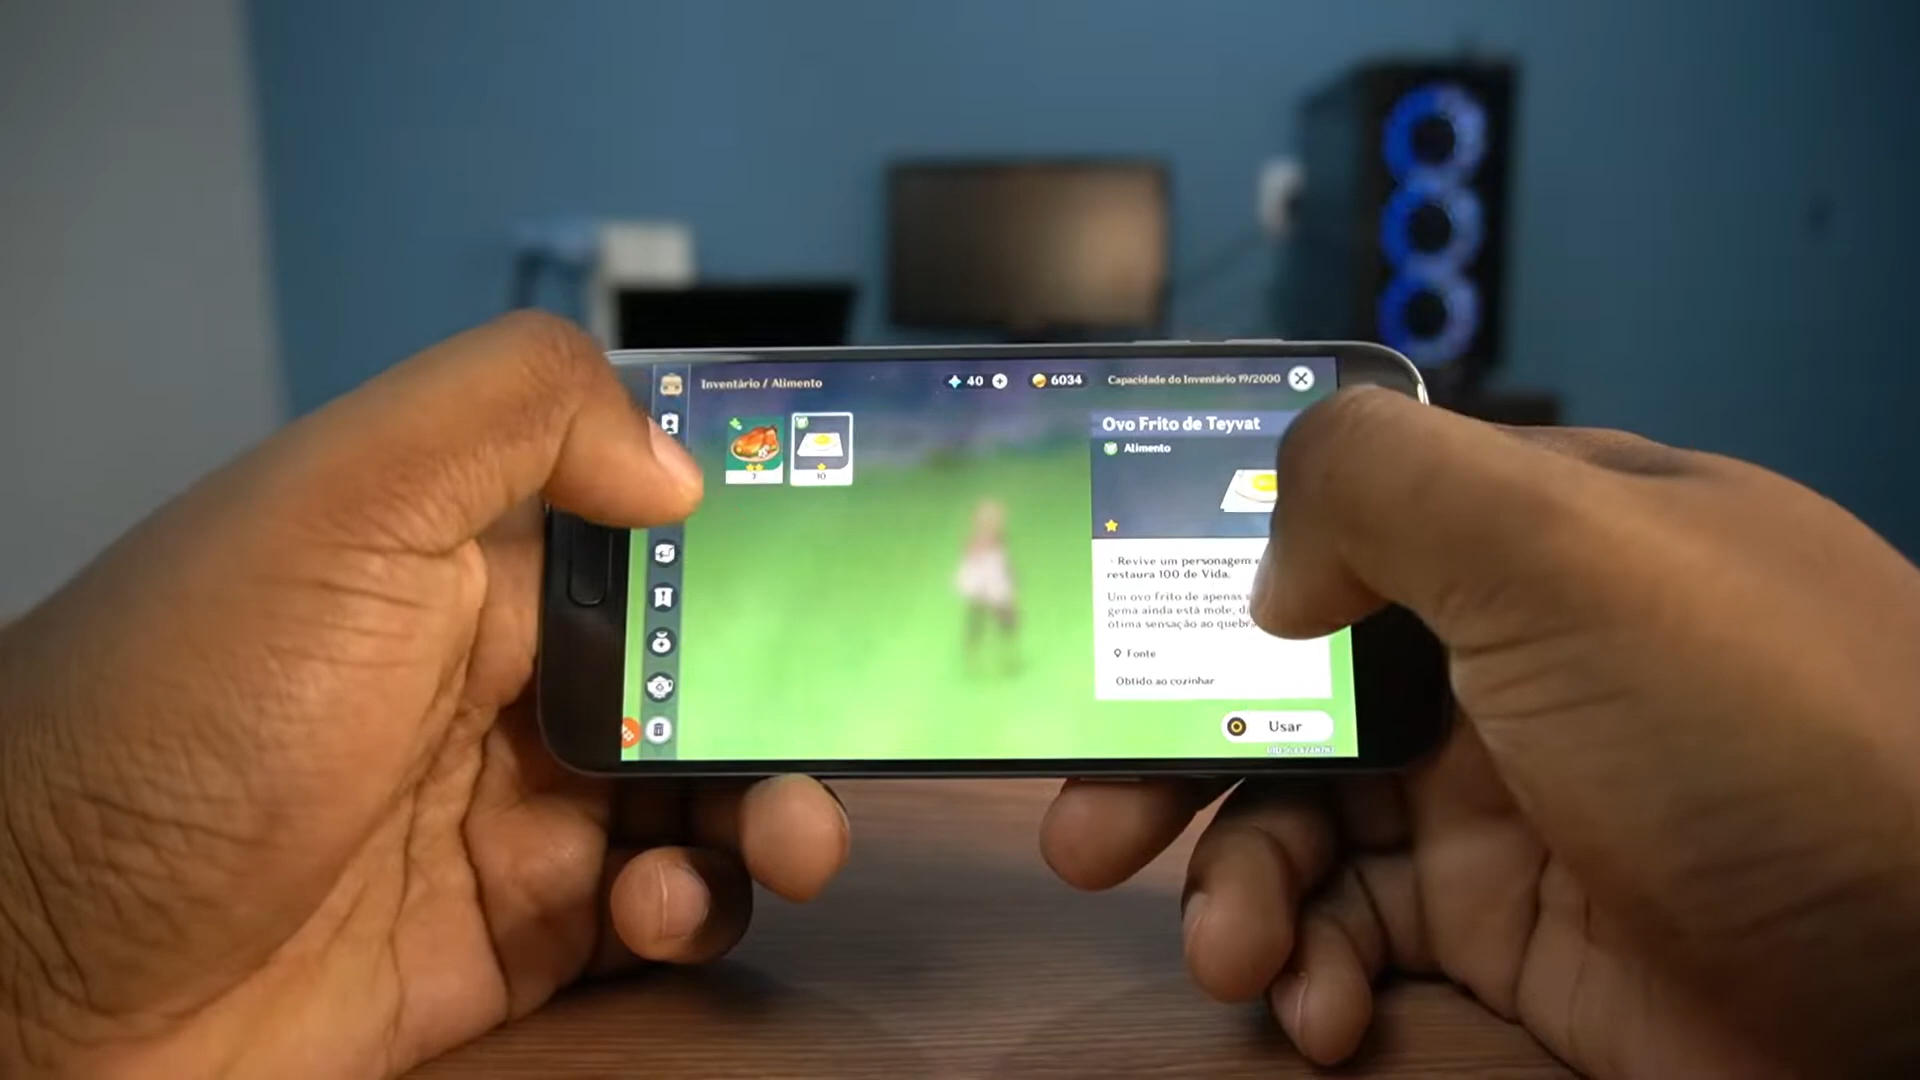 Inventário / Alimento
40
6034
Capacidade do Inventário 19/2000
10
Ovo Frito de Teyvat
Alimento
· Revive um personagem e
restaura 100 de Vida.
Um ovo frito de apenas
gema ainda está mole,
ótima sensação ao
Fonte
Obtido ao cozinhar
Usar